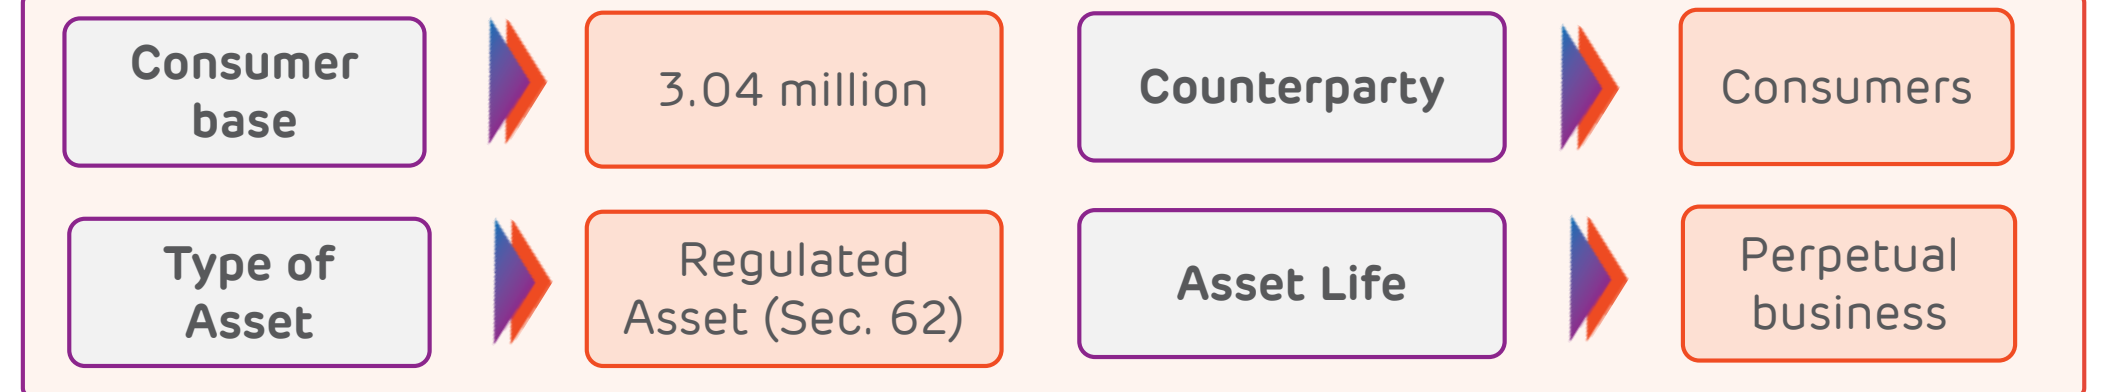 Consumer
base
3.04 million
Counterparty
Consumers
Type of
Asset
Regulated
Asset (Sec. 62)
Asset Life
Perpetual
business